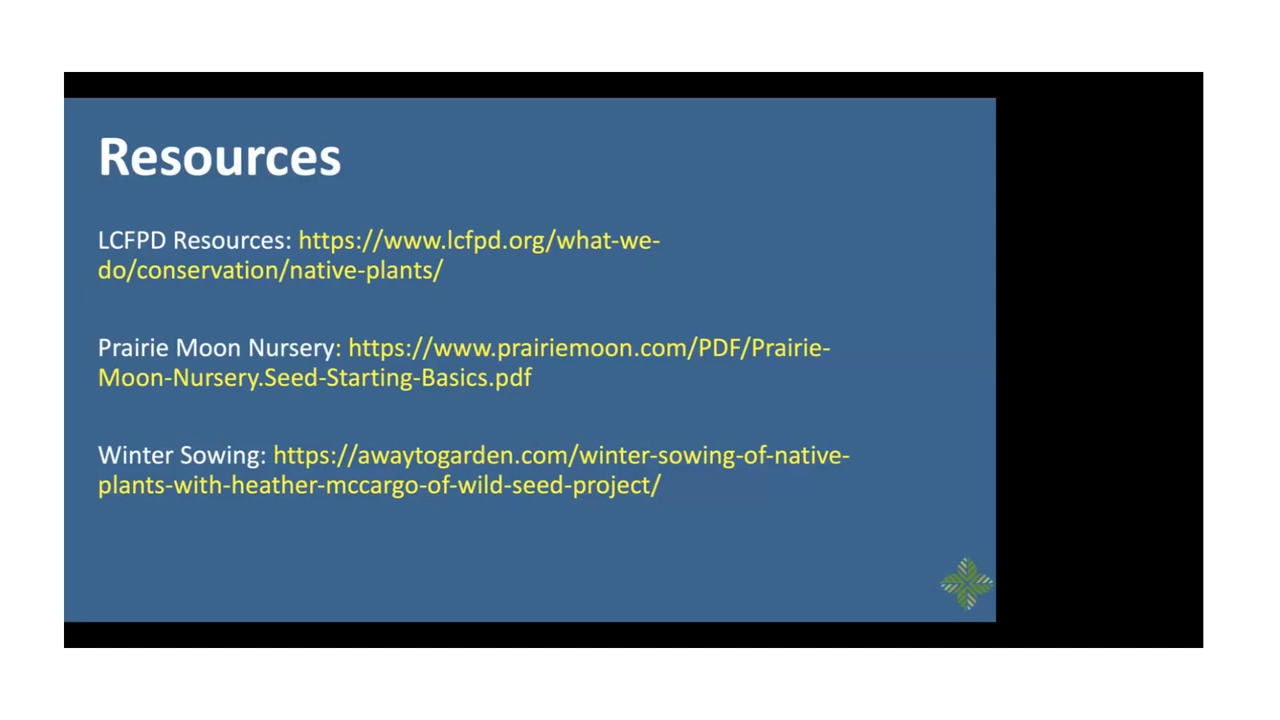 Resources
LCFPD Resources: https://www.lcfpd.org/what-we-
do/conservation/native-plants/
Prairie Moon Nursery: https://www.prairiemoon.com/PDF/Prairie-
Moon-Nursery.Seed-Starting-Basics.pdf
Winter Sowing: https://awaytogarden.com/winter-sowing-of-native-
plants-with-heather-mccargo-of-wild-seed-project/